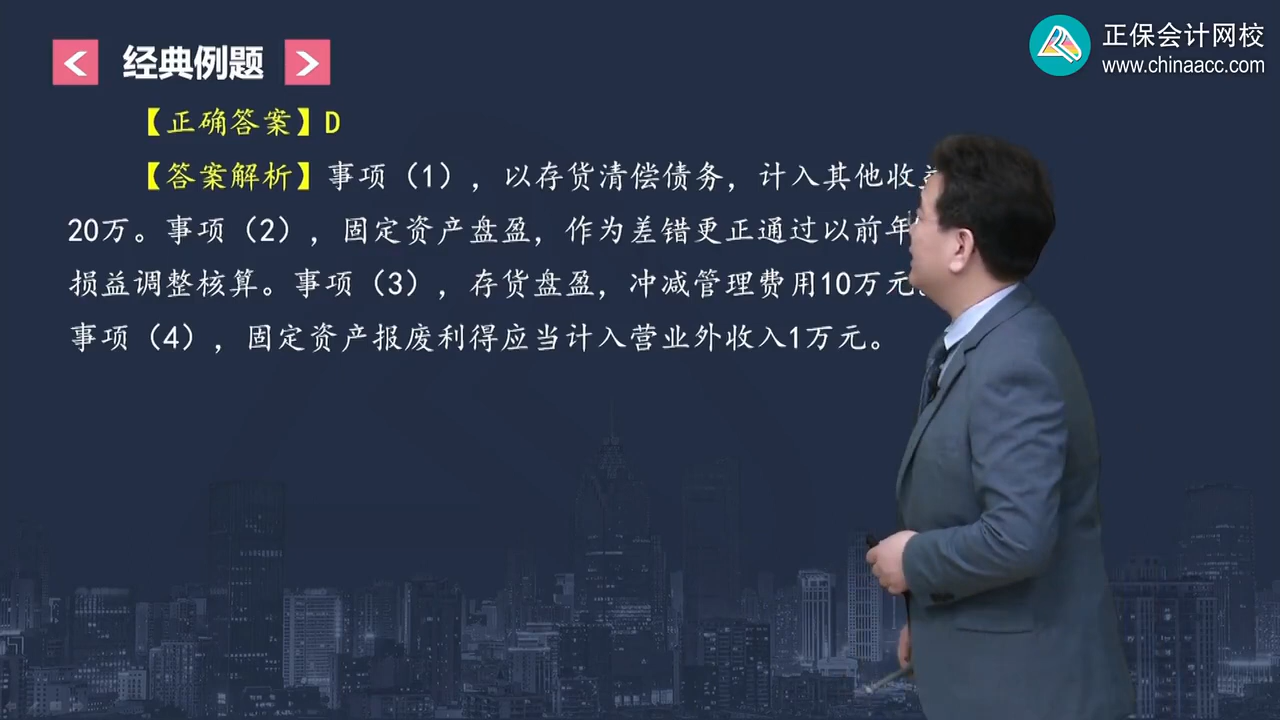 经典例题
正保会计网校
www.chinaacc.com
【正确答案】D
【答案解析】事项（1），以存货清偿债务，计入其他收
20万。事项（2），固定资产盘盈，作为差错更正通过以前年
损益调整核算。事项（3），存货盘盈，冲减管理费用10万元。
事项（4），固定资产报废利得应当计入营业外收入1万元。